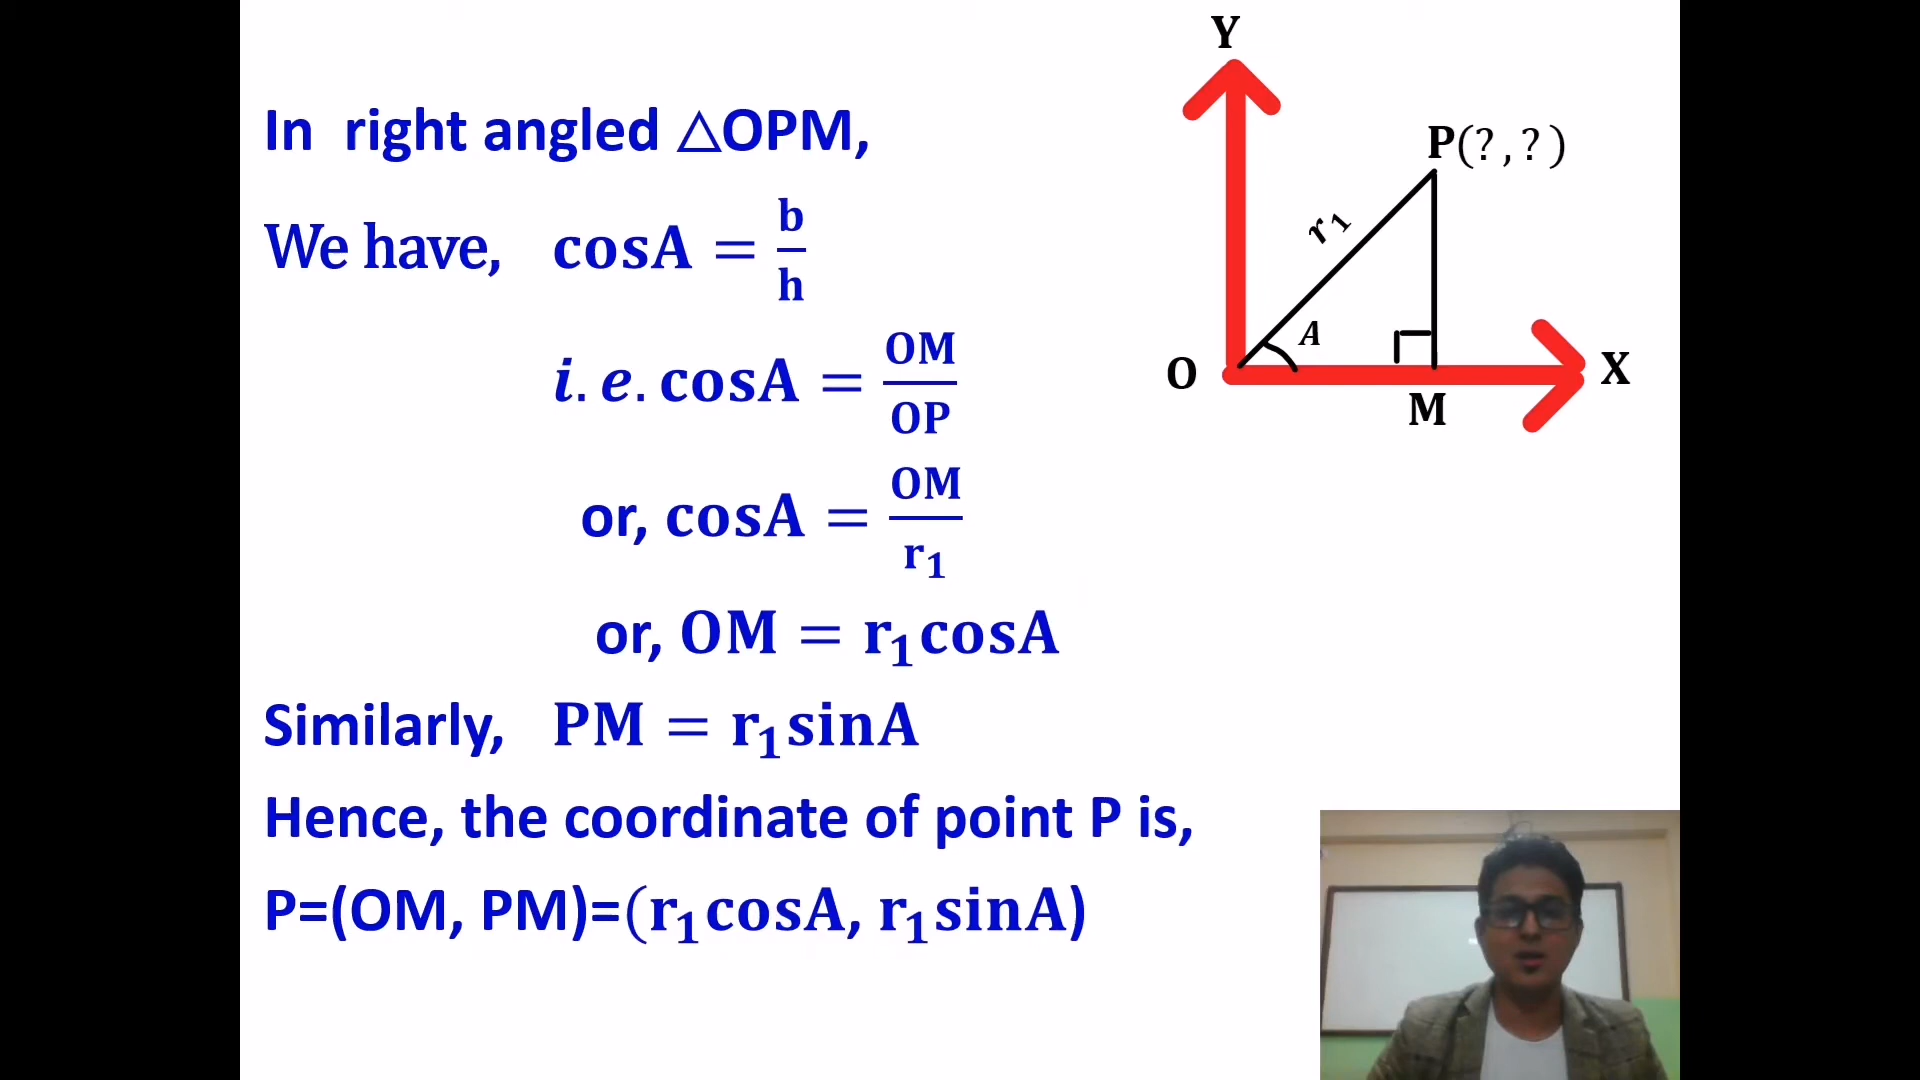 In right angled △OPM,
We have, cosA = b/h
i.e. cosA = OM/OP
or, cosA = OM/r₁
or, OM = r₁cosA
Similarly, PM = r₁sinA
Hence, the coordinate of point P is,
P=(OM, PM)=(r₁cosA, r₁sinA)
Y
P(?,?)
r₁
A
O
X
M